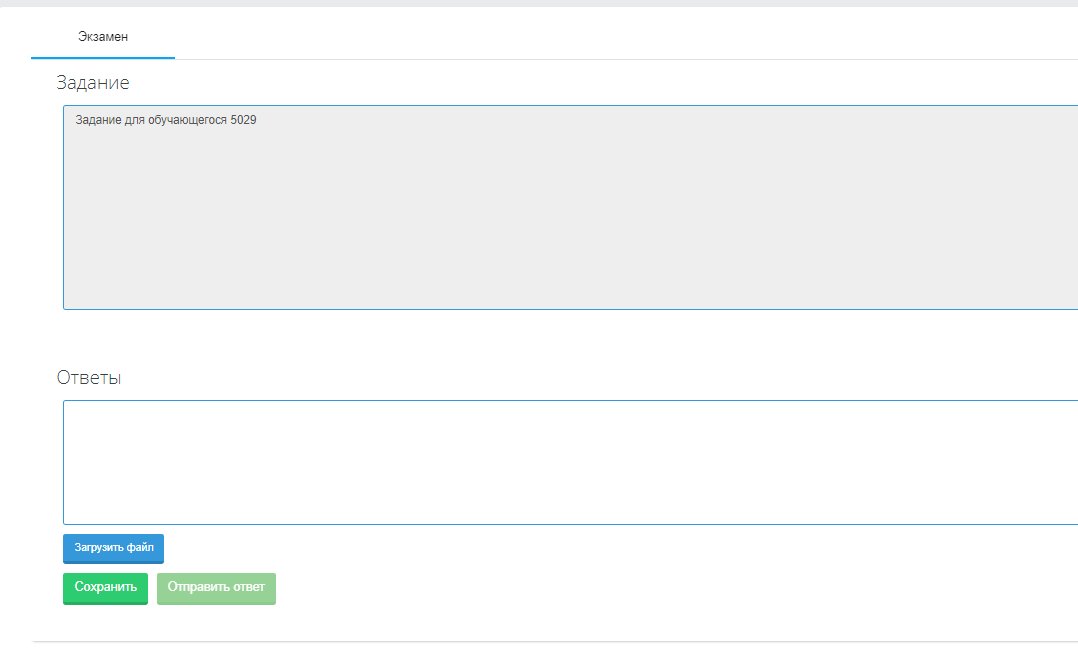 Экзамен
Задание
Задание для обучающегося 5029
Ответы
Загрузить файл
Сохранить
Отправить ответ